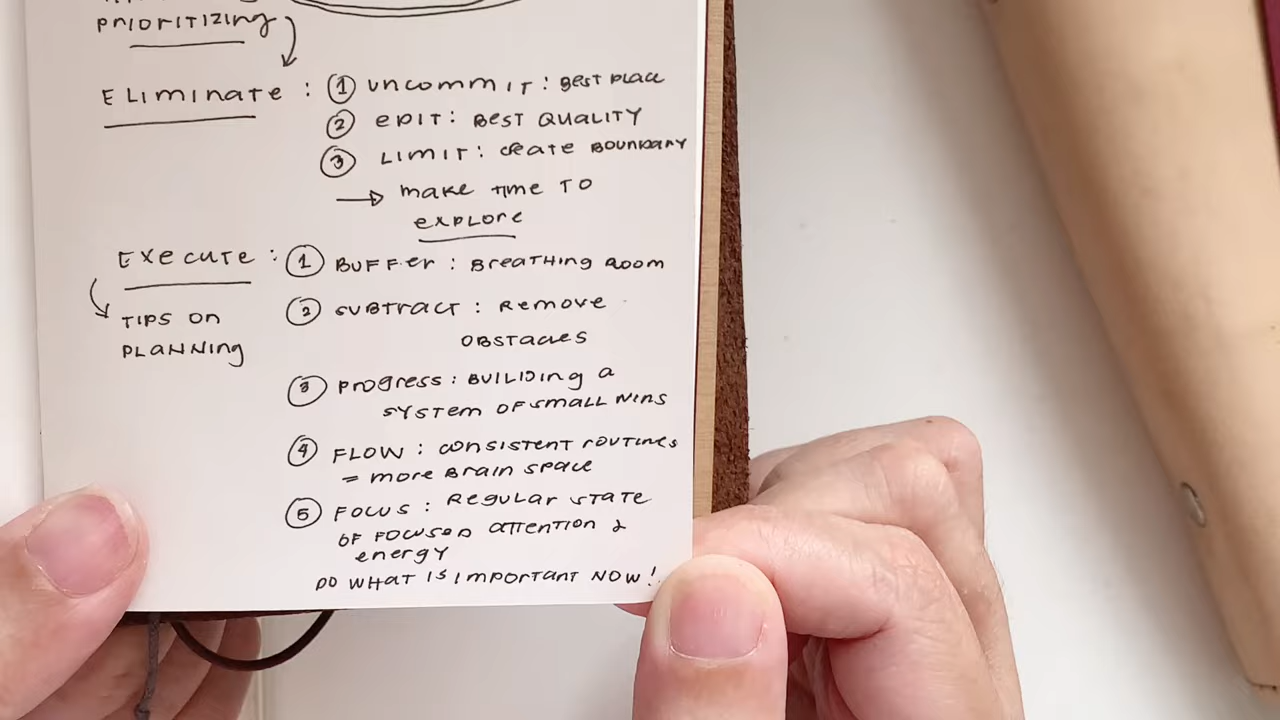 PRIORITIZING
ELIMINATE : ① UNCOMMIT : BEST PLACE
② EDIT : BEST QUALITY
③ LIMIT : CREATE BOUNDARY
→ MAKE TIME TO
EXPLORE
EXECUTE : ① BUFFER : BREATHING ROOM
② SUBTRACT : REMOVE
OBSTACLES
TIPS ON
PLANNING
③ PROGRESS : BUILDING A
SYSTEM OF SMALL WINS
④ FLOW : CONSISTENT ROUTINES
= MORE BRAIN SPACE
⑤ FOCUS : REGULAR STATE
OF FOCUSED ATTENTION &
ENERGY
DO WHAT IS IMPORTANT NOW!